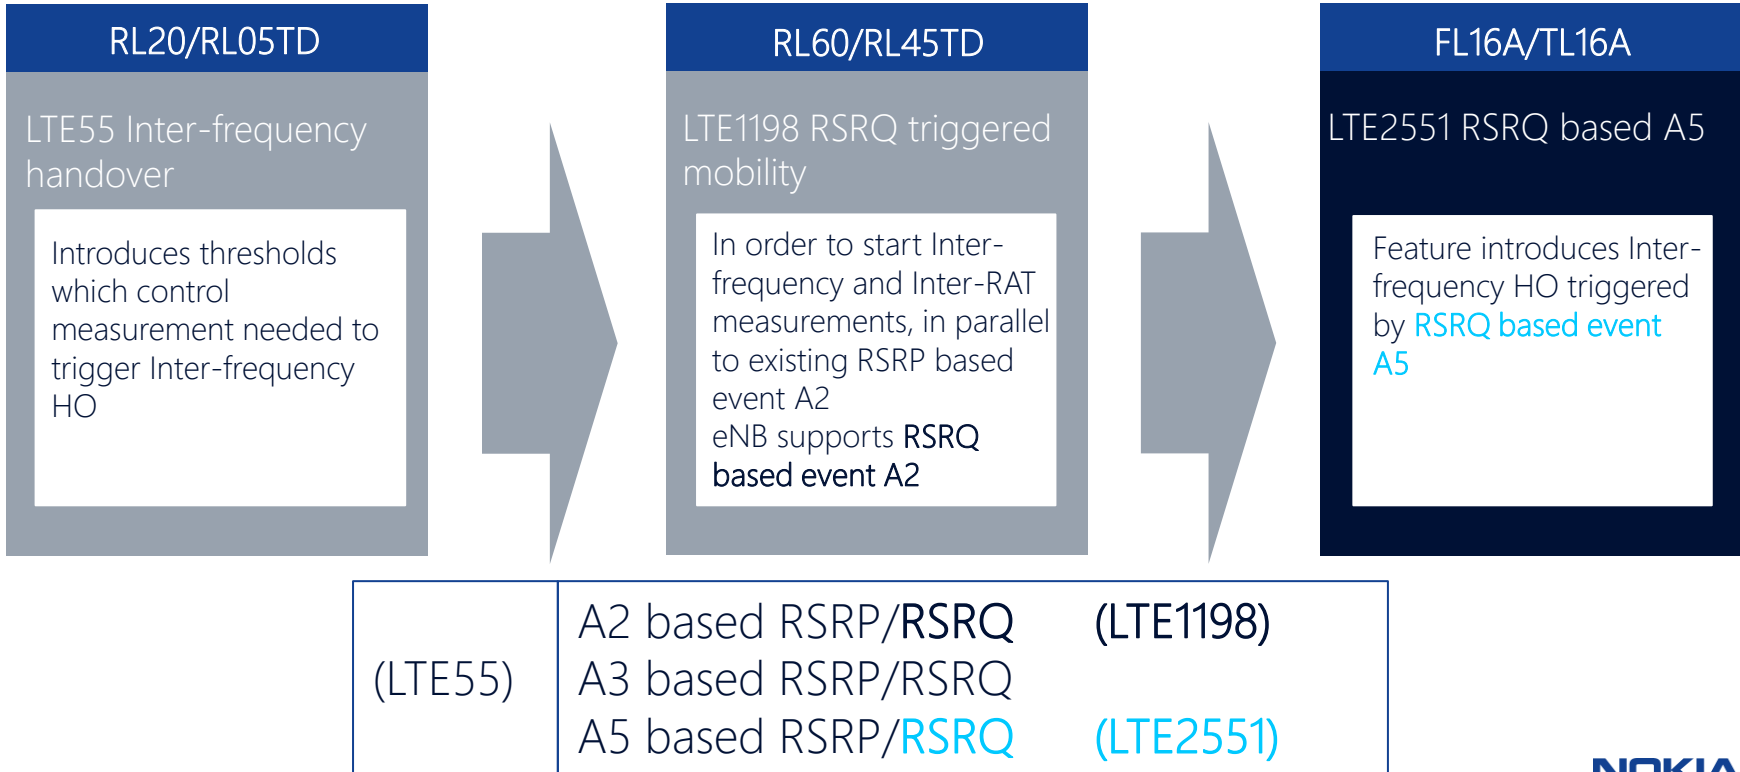 RL20/RL05TD
LTE55 Inter-frequency
handover
Introduces thresholds
which control
measurement needed to
trigger Inter-frequency
HO
RL60/RL45TD
LTE1198 RSRQ triggered
mobility
In order to start Inter-
frequency and Inter-RAT
measurements, in parallel
to existing RSRP based
event A2
eNB supports RSRQ
based event A2
FL16A/TL16A
LTE2551 RSRQ based A5
Feature introduces Inter-
frequency HO triggered
by RSRQ based event
A5
(LTE55)
A2 based RSRP/RSRQ (LTE1198)
A3 based RSRP/RSRQ
A5 based RSRP/RSRQ (LTE2551)
NOKIA